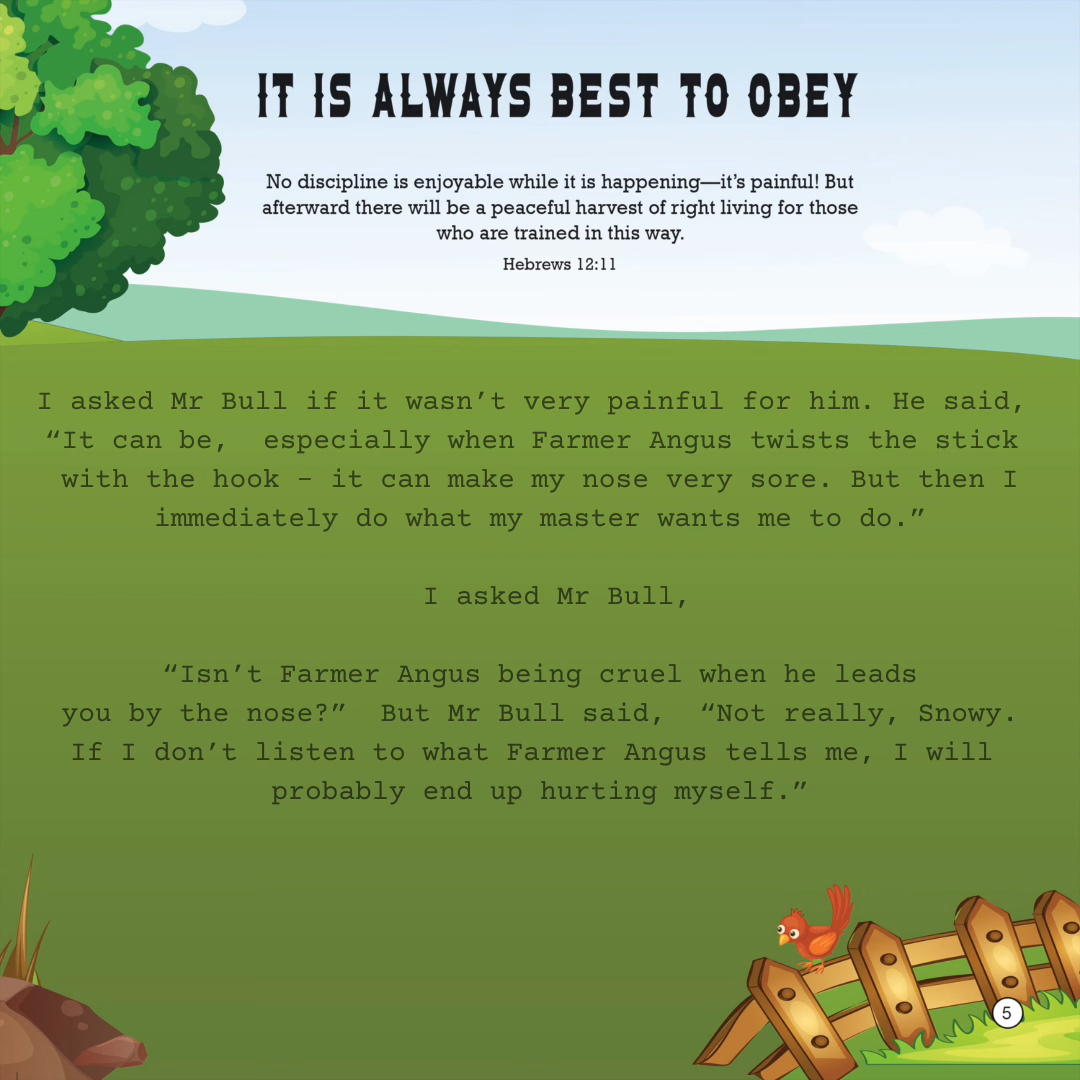 IT IS ALWAYS BEST TO OBEY
No discipline is enjoyable while it is happening—it’s painful! But
afterward there will be a peaceful harvest of right living for those
who are trained in this way.
Hebrews 12:11
I asked Mr Bull if it wasn’t very painful for him. He said,
“It can be,  especially when Farmer Angus twists the stick
with the hook – it can make my nose very sore. But then I
immediately do what my master wants me to do.”
I asked Mr Bull,
“Isn’t Farmer Angus being cruel when he leads
you by the nose?”  But Mr Bull said,  “Not really, Snowy.
If I don’t listen to what Farmer Angus tells me, I will
probably end up hurting myself.”
5